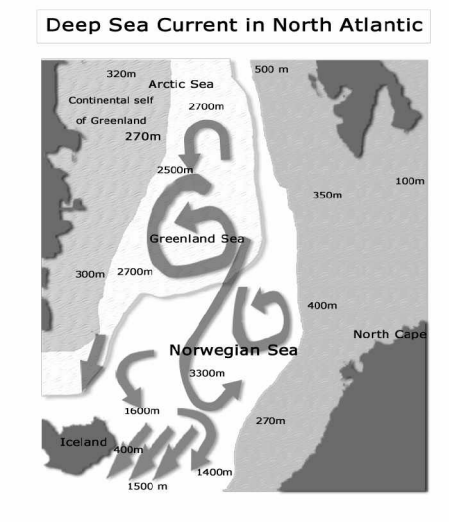 Deep Sea Current in North Atlantic
320m
500 m
Arctic Sea
Continental self
of Greenland
2700m
270m
2500m
100m
350m
Greenland Sea
300m
2700m
400m
North Cape
Norwegian Sea
3300m
1600m
270m
Iceland
400m
1400m
1500 m